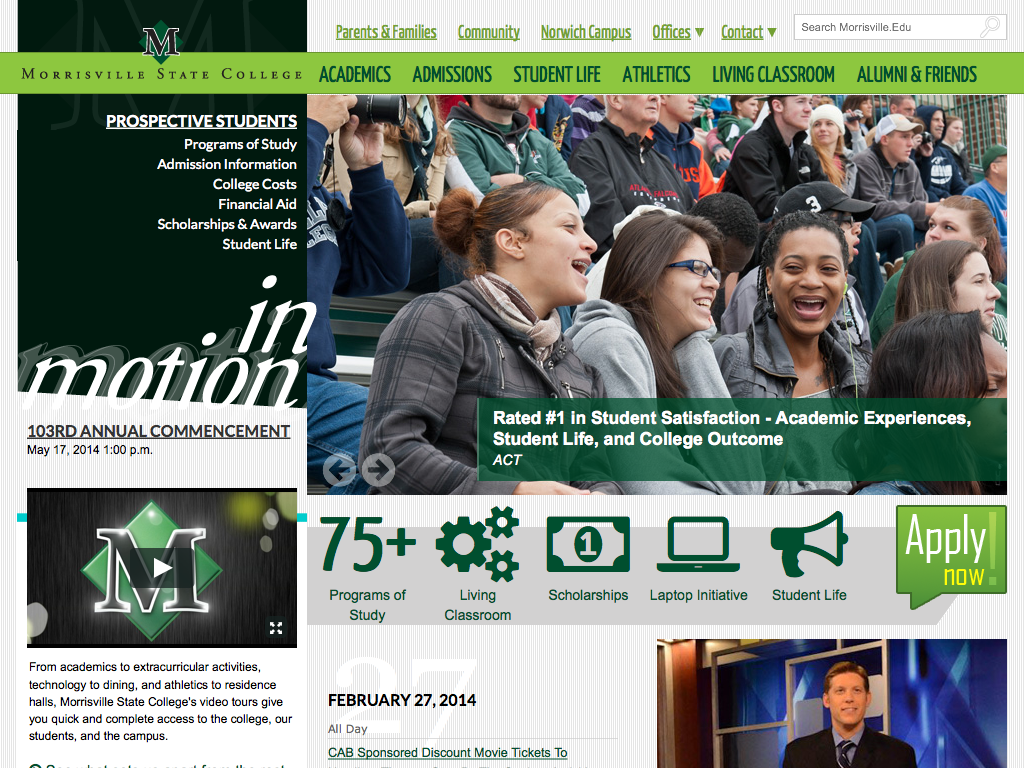 Parents & Families
Community
Norwich Campus
Offices ▼
Contact ▼
Search Morrisville.Edu
M
MORRISVILLE STATE COLLEGE
ACADEMICS
ADMISSIONS
STUDENT LIFE
ATHLETICS
LIVING CLASSROOM
ALUMNI & FRIENDS
PROSPECTIVE STUDENTS
Programs of Study
Admission Information
College Costs
Financial Aid
Scholarships & Awards
Student Life
in
motion
3
Rated #1 in Student Satisfaction - Academic Experiences,
Student Life, and College Outcome
ACT
103RD ANNUAL COMMENCEMENT
May 17, 2014 1:00 p.m.
M
From academics to extracurricular activities,
technology to dining, and athletics to residence
halls, Morrisville State College's video tours give
you quick and complete access to the college, our
students, and the campus.
75+
Programs of
Study
Living
Classroom
1
Scholarships
Laptop Initiative
Student Life
Apply
now!
27
FEBRUARY 27, 2014
All Day
CAB Sponsored Discount Movie Tickets To